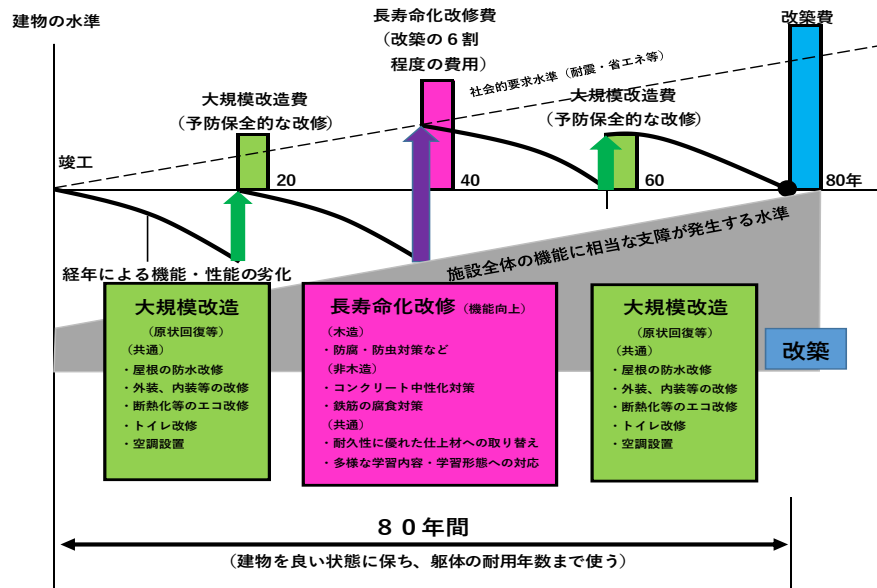 建物の水準
長寿命化改修費
（改築の６割
程度の費用）
改築費
社会的要求水準（耐震・省エネ等）
大規模改造費
（予防保全的な改修）
大規模改造費
（予防保全的な改修）
竣工
20
40
60
80年
経年による機能・性能の劣化
施設全体の機能に相当な支障が発生する水準
大規模改造
（原状回復等）
（共通）
・屋根の防水改修
・外装、内装等の改修
・断熱化等のエコ改修
・トイレ改修
・空調設置
長寿命化改修（機能向上）
（木造）
・防腐・防虫対策など
（非木造）
・コンクリート中性化対策
・鉄筋の腐食対策
（共通）
・耐久性に優れた仕上材への取り替え
・多様な学習内容・学習形態への対応
大規模改造
（原状回復等）
（共通）
・屋根の防水改修
・外装、内装等の改修
・断熱化等のエコ改修
・トイレ改修
・空調設置
改築
８０年間
（建物を良い状態に保ち、躯体の耐用年数まで使う）